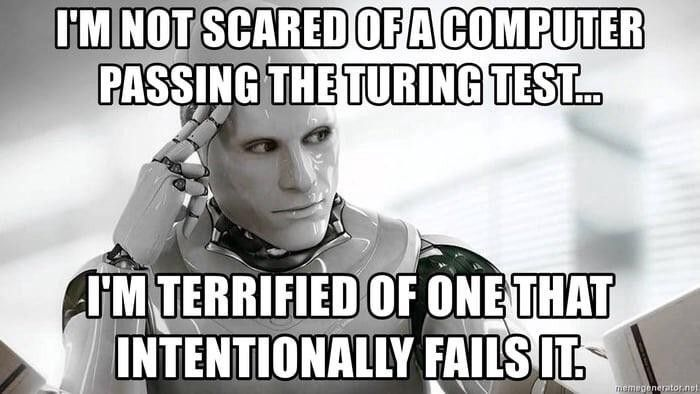 I'M NOT SCARED OF A COMPUTER
PASSING THE TURING TEST...
I'M TERRIFIED OF ONE THAT
INTENTIONALLY FAILS IT.
memegenerator.net